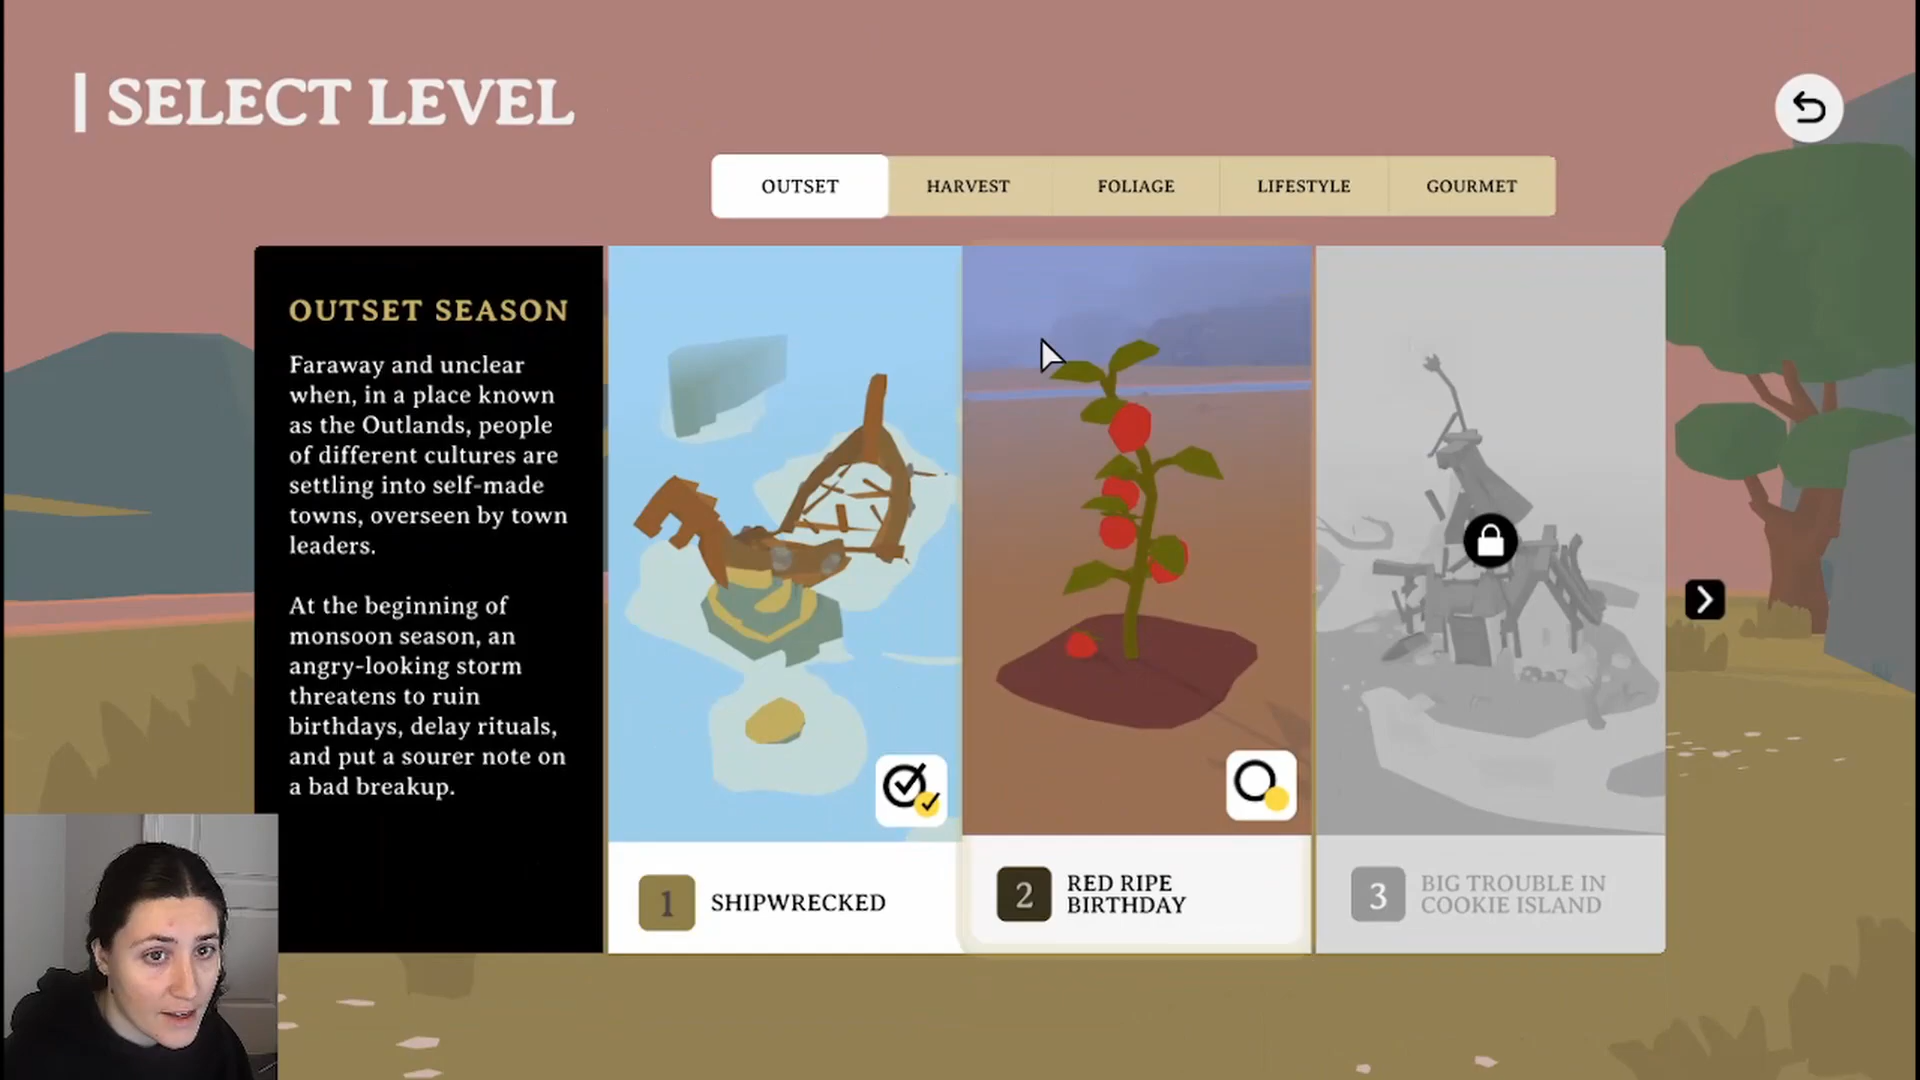 SELECT LEVEL
OUTSET
HARVEST
FOLIAGE
LIFESTYLE
GOURMET
OUTSET SEASON
Faraway and unclear
when, in a place known
as the Outlands, people
of different cultures are
settling into self-made
towns, overseen by town
leaders.
At the beginning of
monsoon season, an
angry-looking storm
threatens to ruin
birthdays, delay rituals,
and put a sourer note on
a bad breakup.
1
SHIPWRECKED
2
RED RIPE
BIRTHDAY
3
BIG TROUBLE IN
COOKIE ISLAND